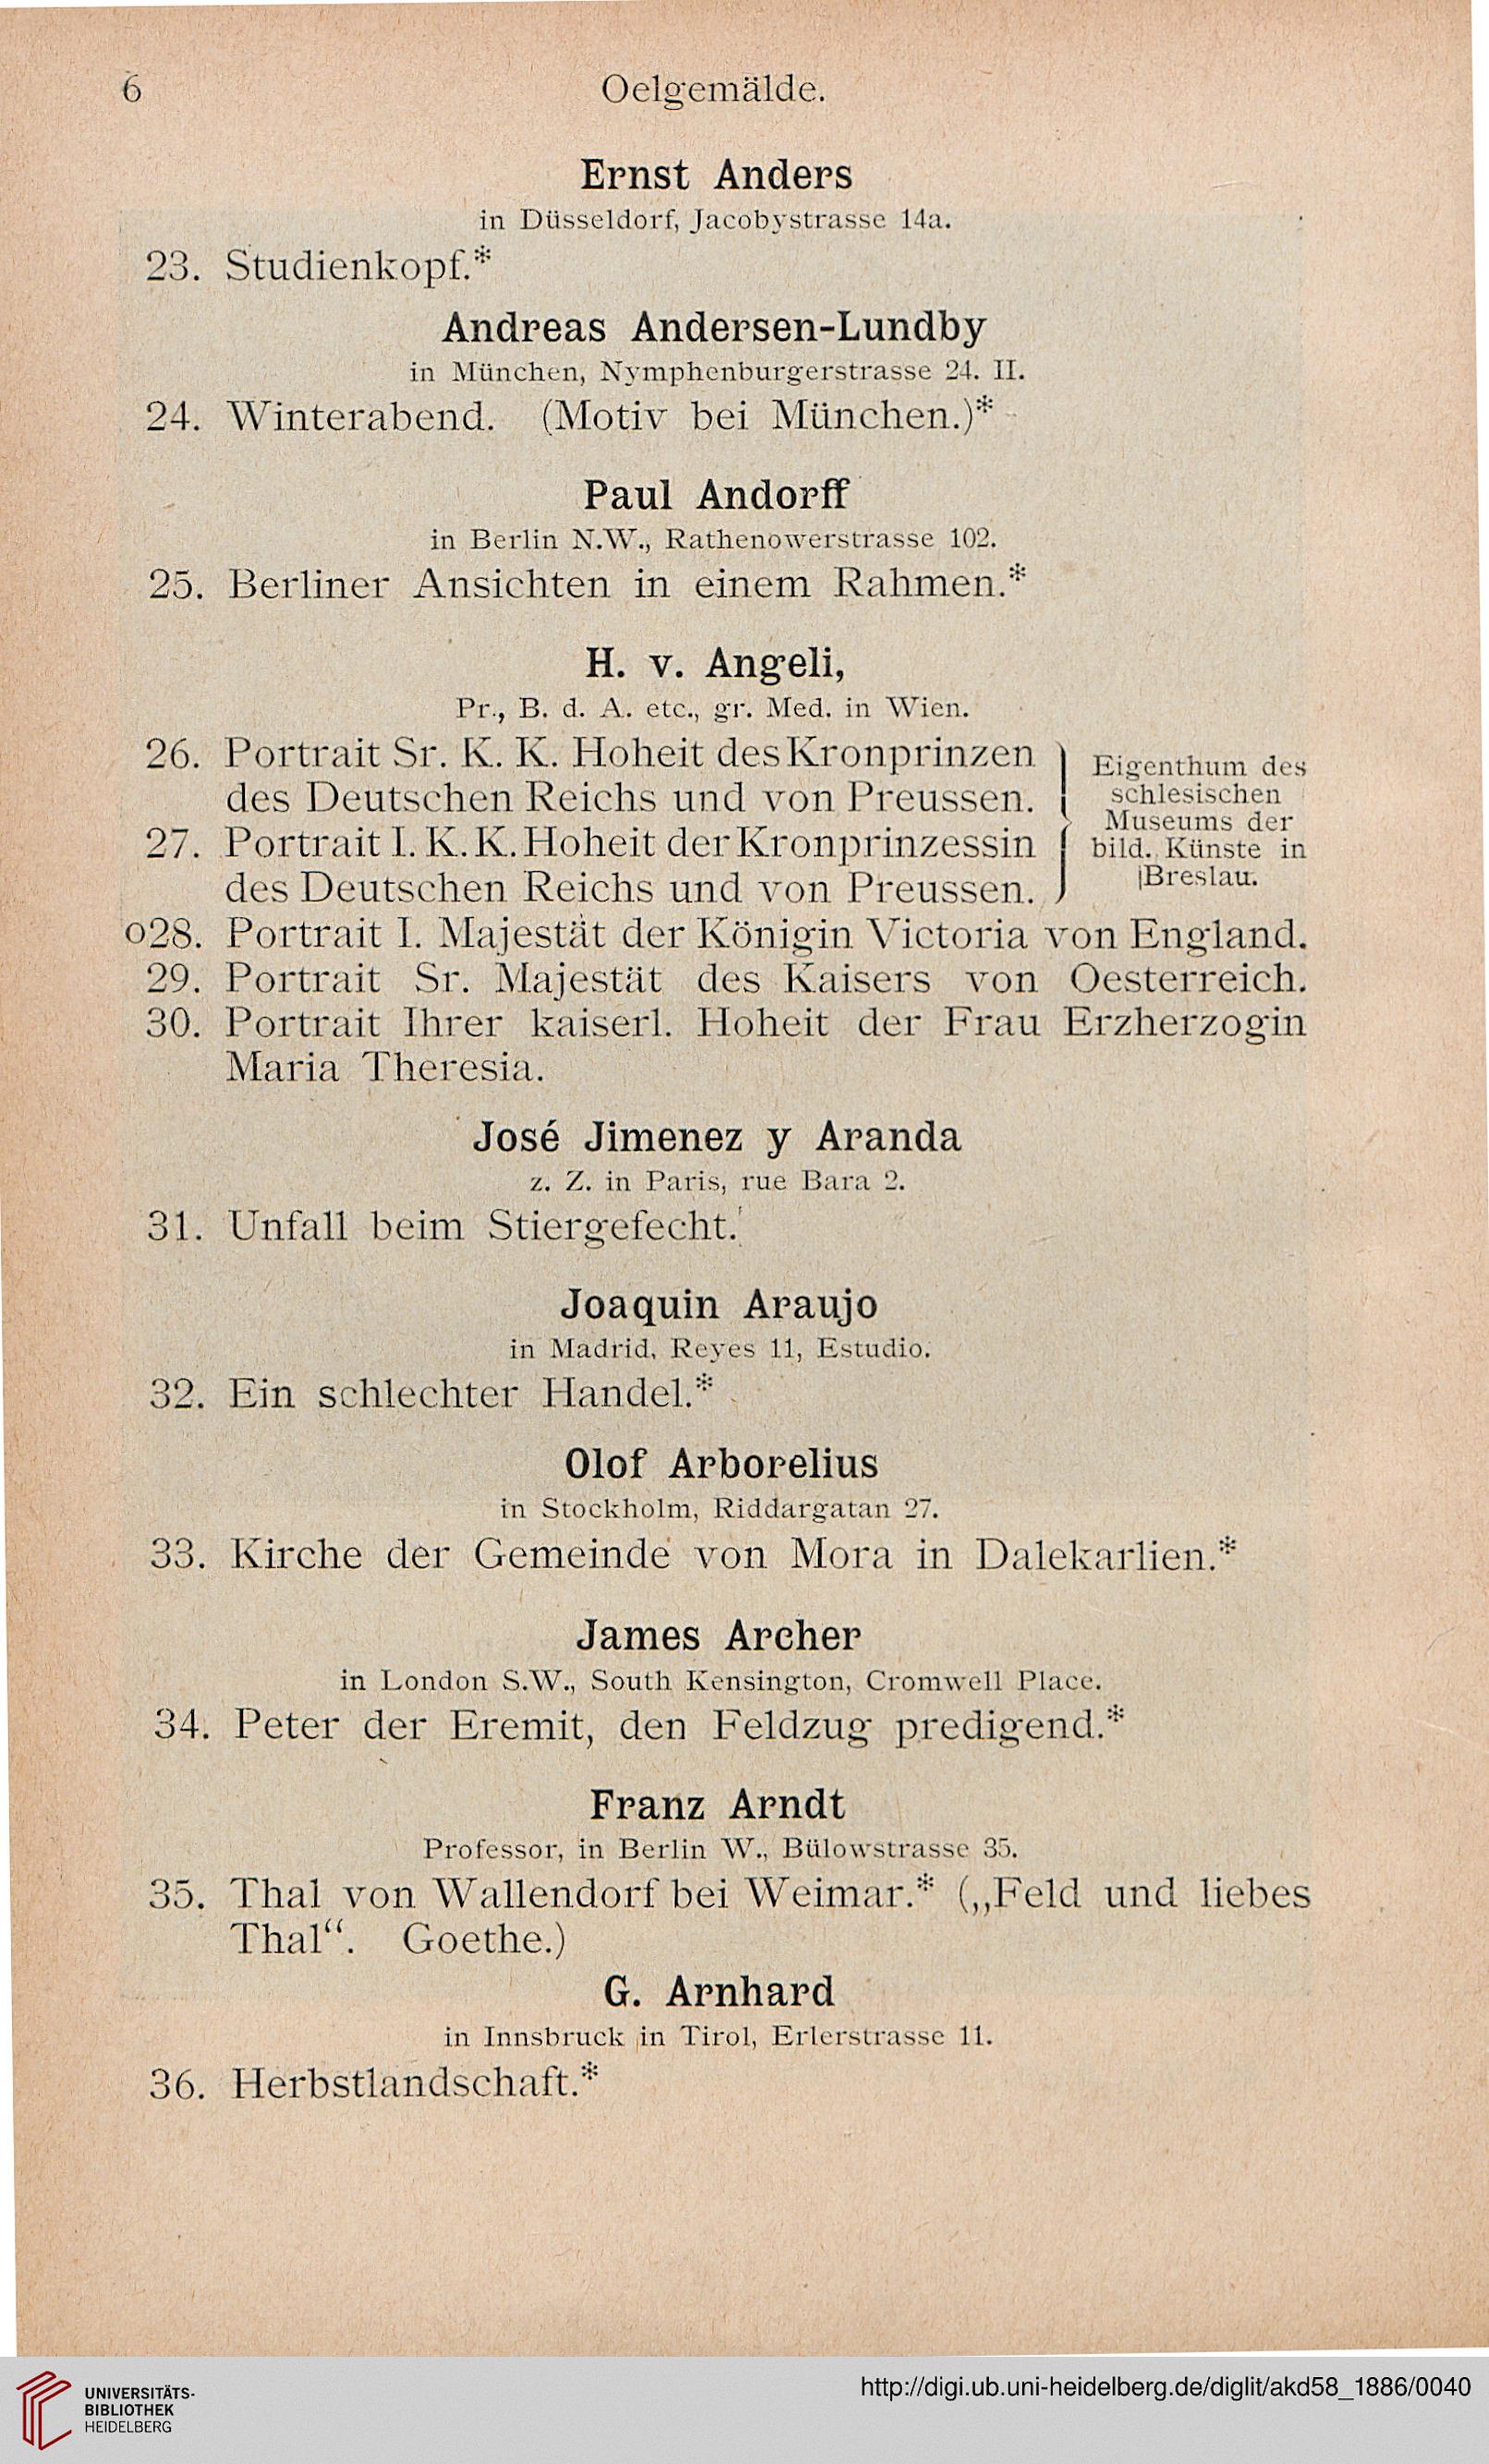 6
Oelgemälde.
Ernst Anders
in Düsseldorf, Jacobystrasse 14a.
23. Studienkopf.*
Andreas Andersen-Lundby
in München, Nymphenburgerstrasse 24. II.
24. Winterabend. (Motiv bei München.)*
Paul Andorff
in Berlin N.W., Rathenowerstrasse 102.
25. Berliner Ansichten in einem Rahmen.*
H. v. Angeli,
Pr., B. d. A. etc., gr. Med. in Wien.
26. Portrait Sr. K. K. Hoheit des Kronprinzen
des Deutschen Reichs und von Preussen.
27. Portrait I. K. K. Hoheit der Kronprinzessin
des Deutschen Reichs und von Preussen.
Eigenthum des
schlesischen
Museums der
bild. Künste in
Breslau.
o28. Portrait I. Majestät der Königin Victoria von England.
29. Portrait Sr. Majestät des Kaisers von Oesterreich.
30. Portrait Ihrer kaiserl. Hoheit der Frau Erzherzogin
Maria Theresia.
José Jimenez y Aranda
z. Z. in Paris, rue Bara 2.
31. Unfall beim Stiergefecht.
Joaquin Araujo
in Madrid, Reyes 11, Estudio.
32. Ein schlechter Handel.*
Olof Arborelius
in Stockholm, Riddargatan 27.
33. Kirche der Gemeinde von Mora in Dalekarlien.*
James Archer
in London S.W., South Kensington, Cromwell Place.
34. Peter der Eremit, den Feldzug predigend.*
Franz Arndt
Professor, in Berlin W., Bülowstrasse 35.
35. Thal von Wallendorf bei Weimar.* („Feld und liebes
Thal“. Goethe.)
G. Arnhard
in Innsbruck in Tirol, Erlerstrasse 11.
36. Herbstlandschaft.*
UNIVERSITÄTS-
BIBLIOTHEK
HEIDELBERG
http://digi.ub.uni-heidelberg.de/diglit/akd58_1886/0040